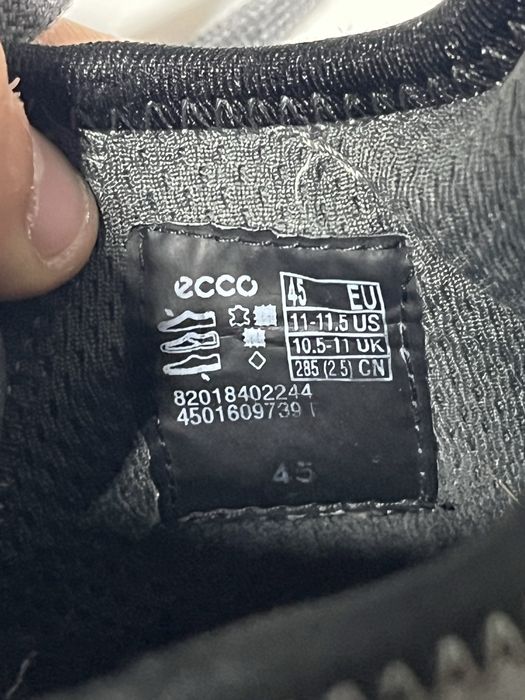 ecco
45 EU
11-11.5 US
10.5-11 UK
285 (2.5) CN
82018402244
4501609739
45